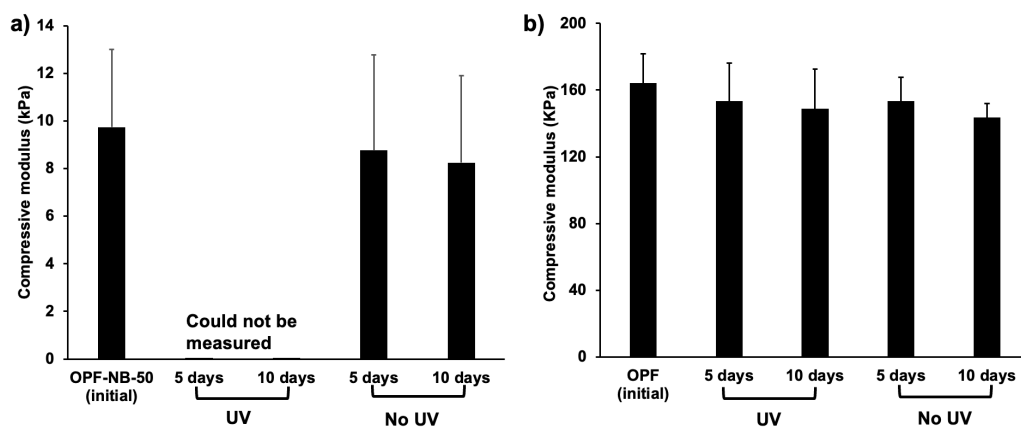 a)
Compressive modulus (kPa)
14
12
10
8
6
4
2
0
Could not be
measured
OPF-NB-50
(initial)
5 days
10 days
5 days
10 days
UV
No UV
b)
Compressive modulus (KPa)
200
160
120
80
40
0
OPF
(initial)
5 days
10 days
5 days
10 days
UV
No UV